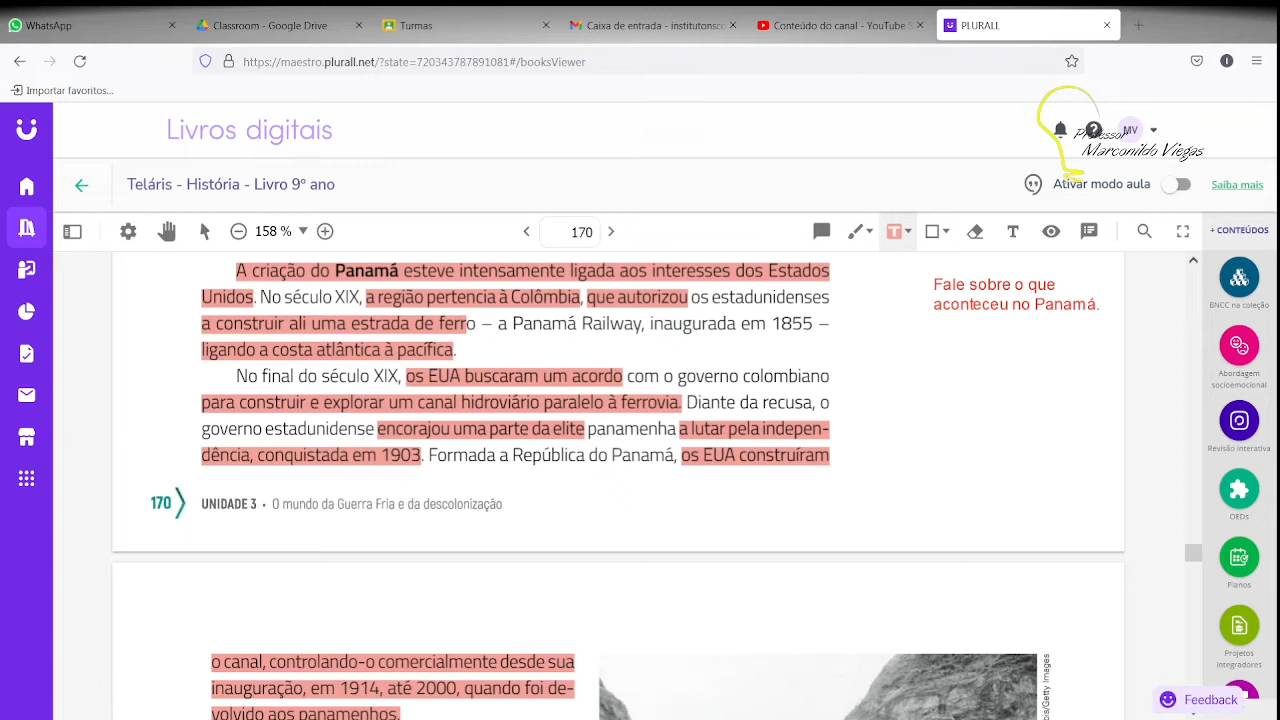 WhatsApp
Classroom - Google Drive
Turmas
Caixa de entrada - institutonsco
Conteúdo do canal - YouTube S
PLURALL
https://maestro.plurall.net/?state=720343787891081#/booksViewer
Importar favoritos...
Livros digitais
MV
Professor
Marconildo Viegas
Teláris - História - Livro 9º ano
Ativar modo aula
Saiba mais
158 %
170
+ CONTEÚDOS
A criação do Panamá esteve intensamente ligada aos interesses dos Estados
Unidos. No século XIX, a região pertencia à Colômbia, que autorizou os estadunidenses
a construir ali uma estrada de ferro – a Panamá Railway, inaugurada em 1855 –
ligando a costa atlântica à pacífica.
No final do século XIX, os EUA buscaram um acordo com o governo colombiano
para construir e explorar um canal hidroviário paralelo à ferrovia. Diante da recusa, o
governo estadunidense encorajou uma parte da elite panamenha a lutar pela indepen-
dência, conquistada em 1903. Formada a República do Panamá, os EUA construíram
Fale sobre o que
aconteceu no Panamá.
170 UNIDADE 3 • O mundo da Guerra Fria e da descolonização
o canal, controlando-o comercialmente desde sua
inauguração, em 1914, até 2000, quando foi de-
volvido aos panamenhos.
/Getty Images
BNCC na coleção
Abordagem
socioemocional
Revisão interativa
OEDs
Planos
Projetos
integradores
Feedback